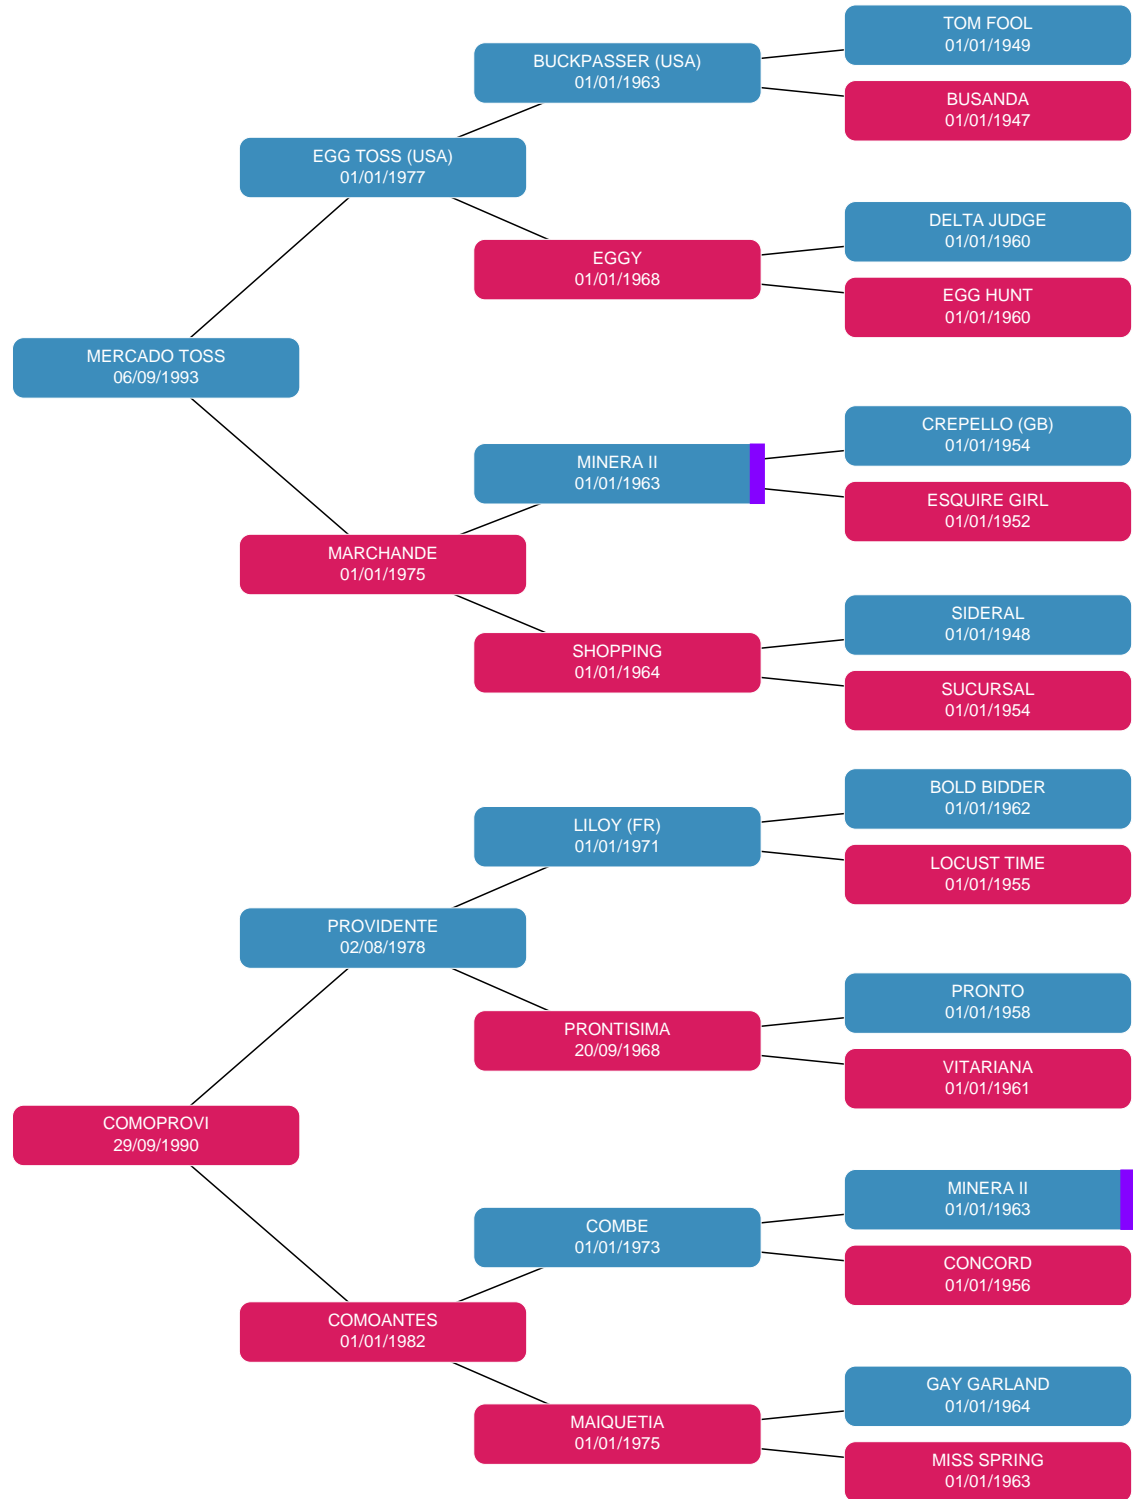 TOM FOOL
01/01/1949
BUCKPASSER (USA)
01/01/1963
BUSANDA
01/01/1947
EGG TOSS (USA)
01/01/1977
DELTA JUDGE
01/01/1960
EGGY
01/01/1968
EGG HUNT
01/01/1960
MERCADO TOSS
06/09/1993
CREPELLO (GB)
01/01/1954
MINERA II
01/01/1963
ESQUIRE GIRL
01/01/1952
MARCHANDE
01/01/1975
SIDERAL
01/01/1948
SHOPPING
01/01/1964
SUCURSAL
01/01/1954
BOLD BIDDER
01/01/1962
LILOY (FR)
01/01/1971
LOCUST TIME
01/01/1955
PROVIDENTE
02/08/1978
PRONTO
01/01/1958
PRONTISIMA
20/09/1968
VITARIANA
01/01/1961
COMOPROVI
29/09/1990
MINERA II
01/01/1963
COMBE
01/01/1973
CONCORD
01/01/1956
COMOANTES
01/01/1982
GAY GARLAND
01/01/1964
MAIQUETIA
01/01/1975
MISS SPRING
01/01/1963